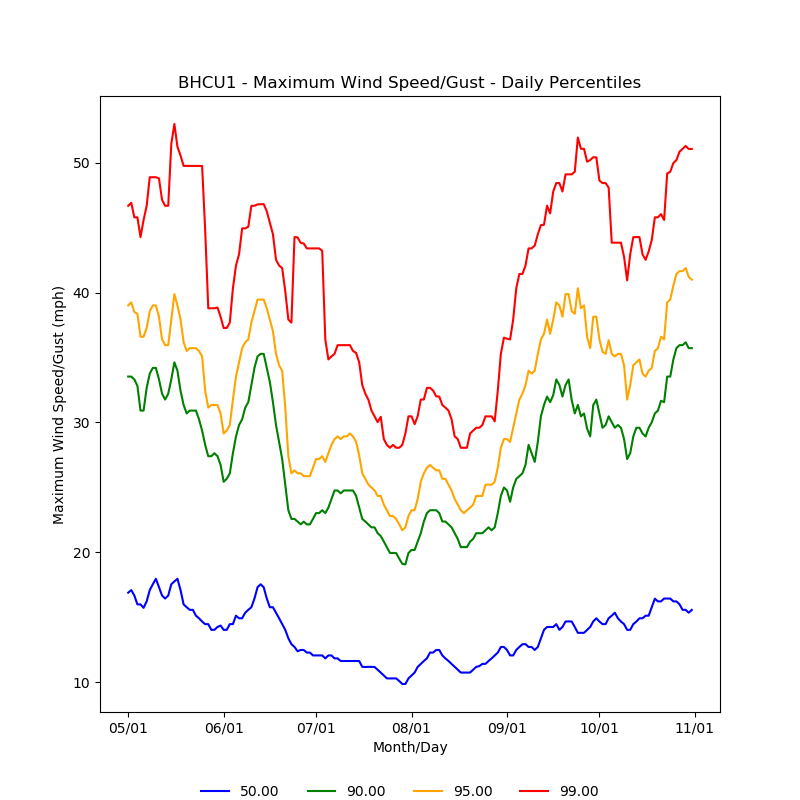 BHCU1 - Maximum Wind Speed/Gust - Daily Percentiles
50
40
30
20
10
Maximum Wind Speed/Gust (mph)
05/01 06/01 07/01 08/01 09/01 10/01 11/01
Month/Day
50.00 90.00 95.00 99.00